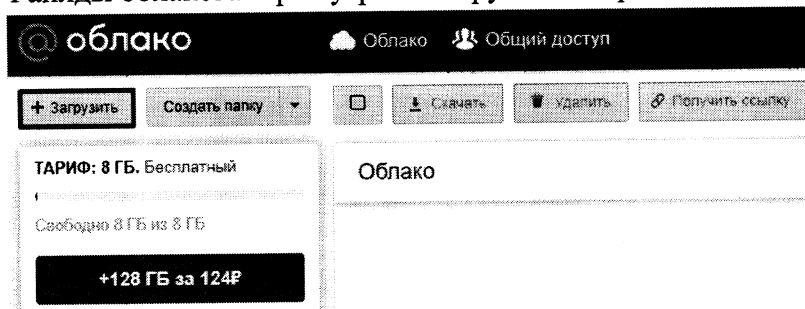 @ облако Облако Общий доступ
+ Загрузить Создать папку Скачать Удалить Получить ссылку
ТАРИФ: 8 ГБ. Бесплатный
Облако
Свободно 8 ГБ из 8 ГБ
+128 ГБ за 124₽